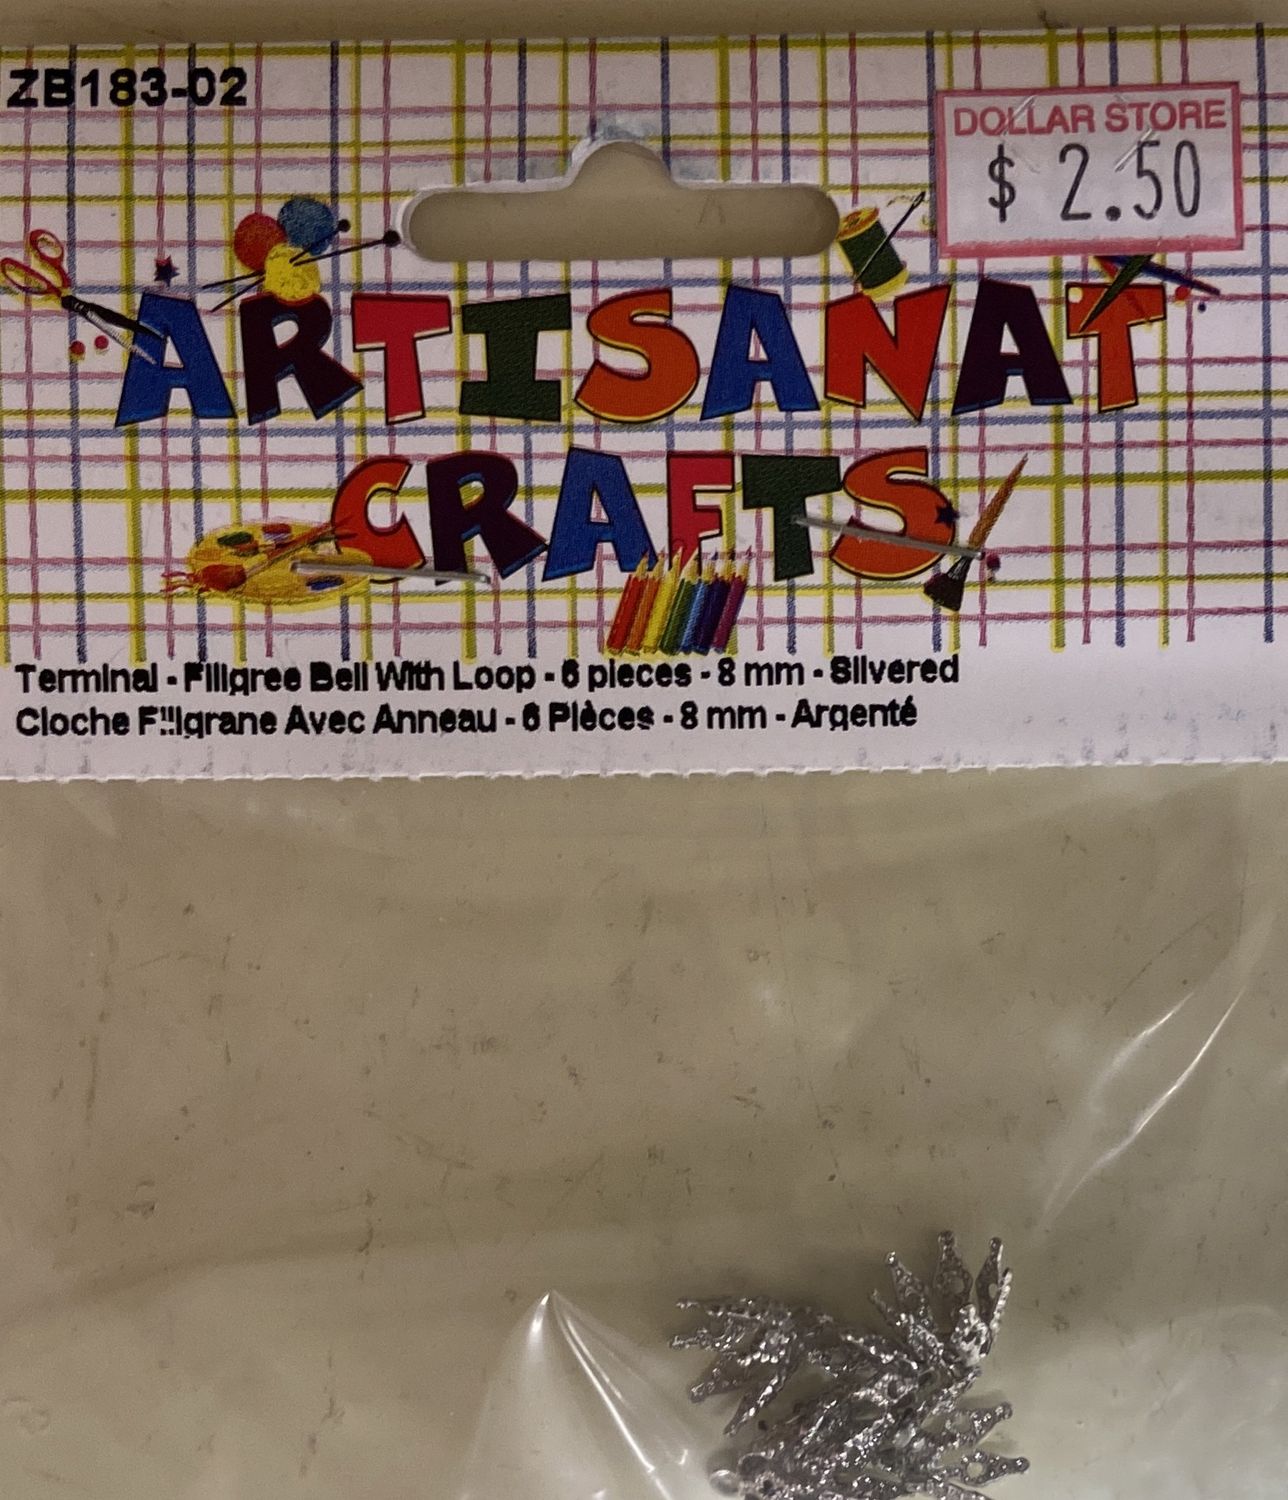 ZB183-02
DOLLAR STORE
$ 2.50
ARTISANAT
CRAFTS
Terminal - Filigree Bell With Loop - 6 pieces - 8 mm - Silvered
Cloche Filigrane Avec Anneau - 6 Pièces - 8 mm - Argenté